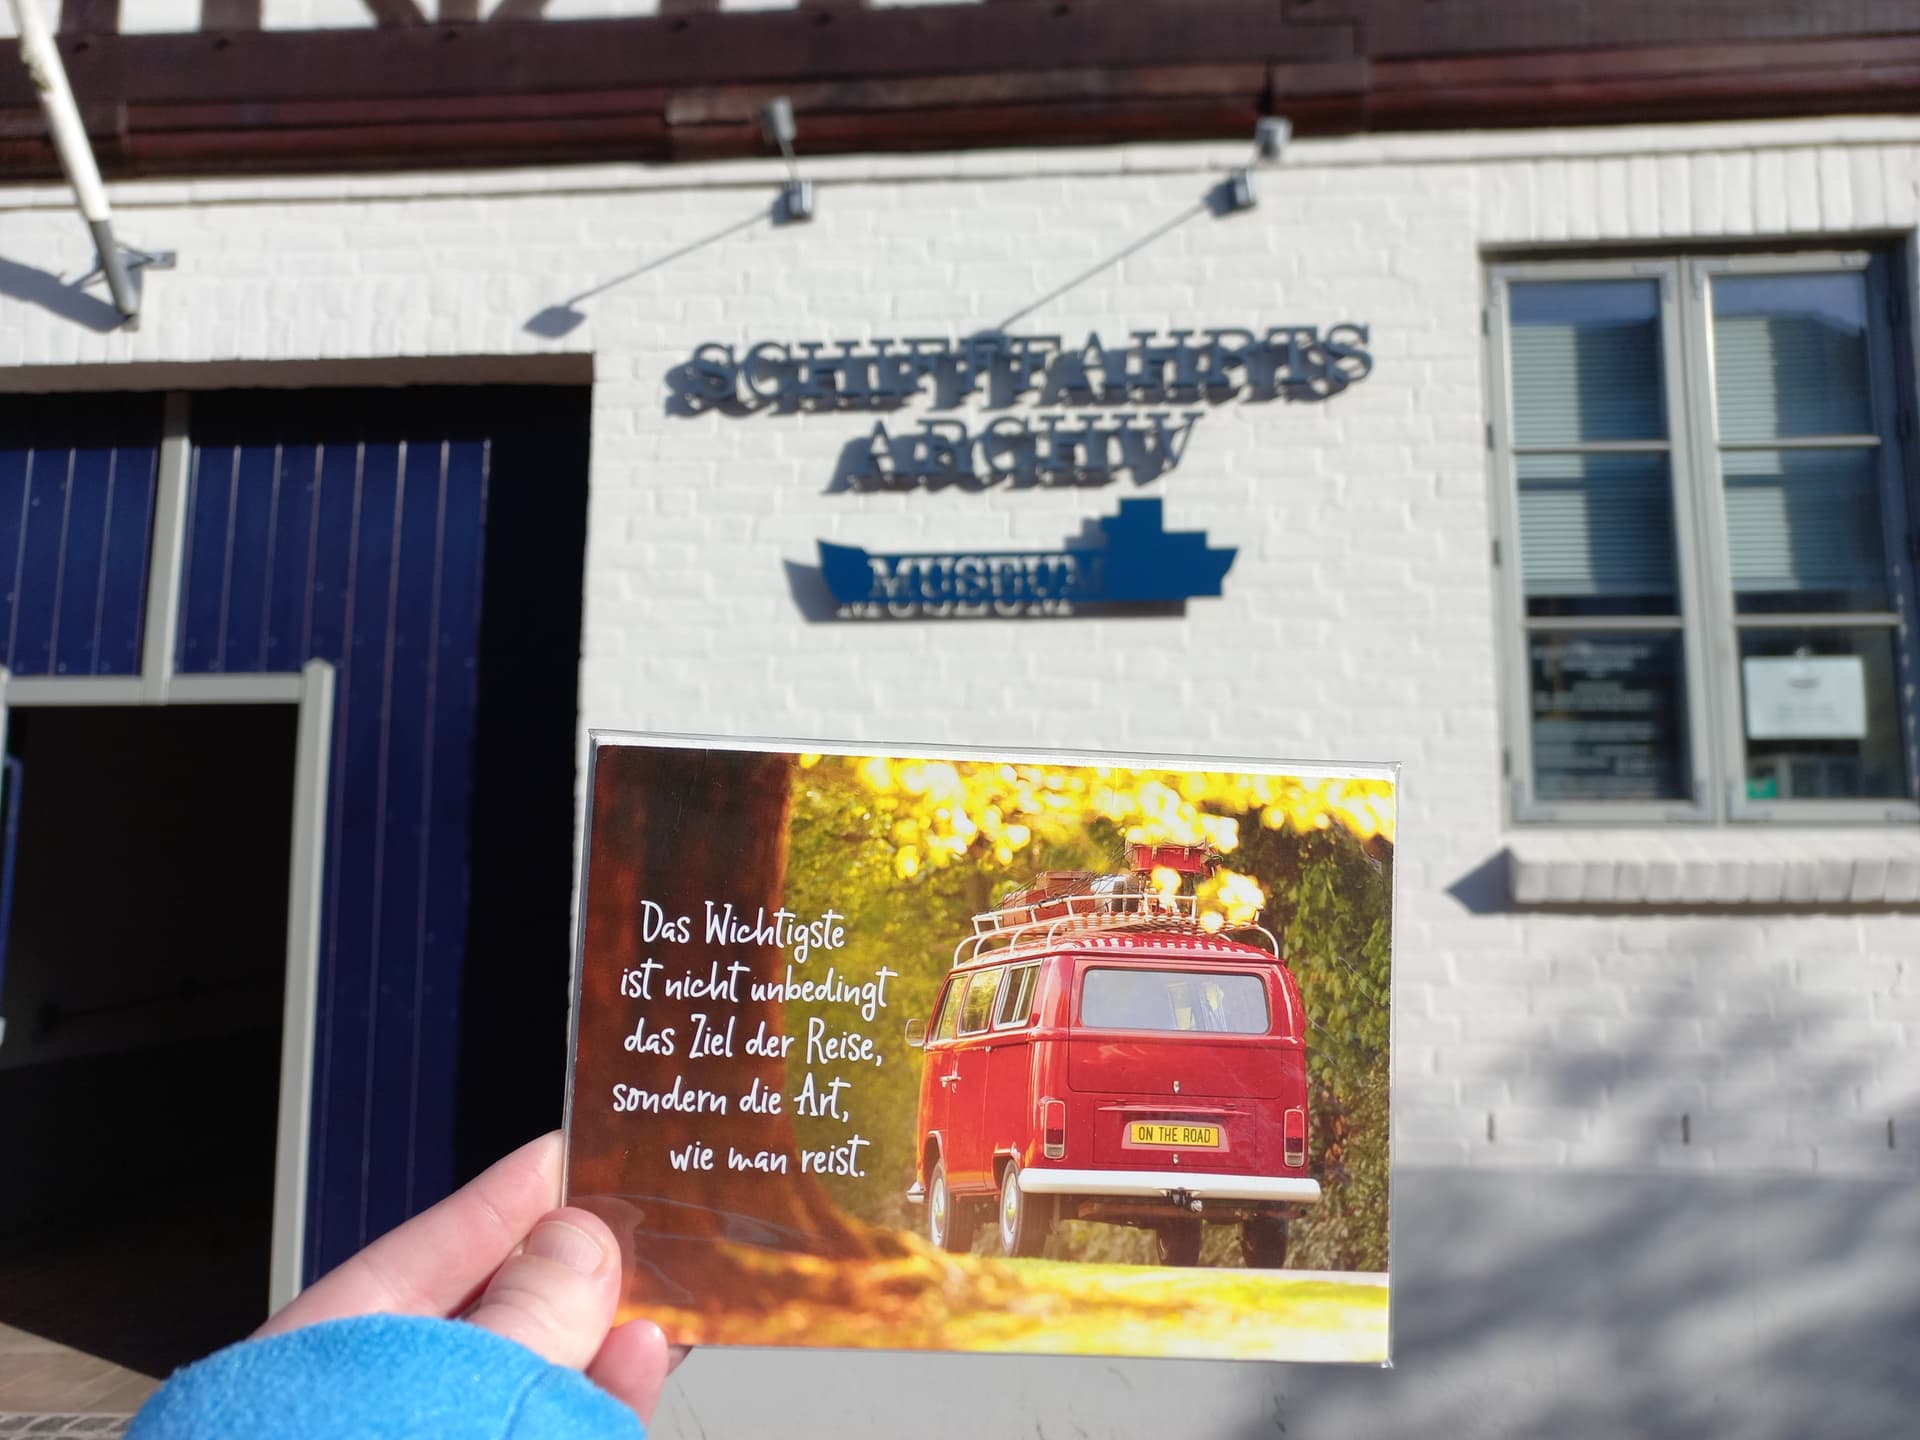 SCHIFFFAHRTS
ARCHIV
MUSEUM
Das Wichtigste
ist nicht unbedingt
das Ziel der Reise,
sondern die Art,
wie man reist.
ON THE ROAD